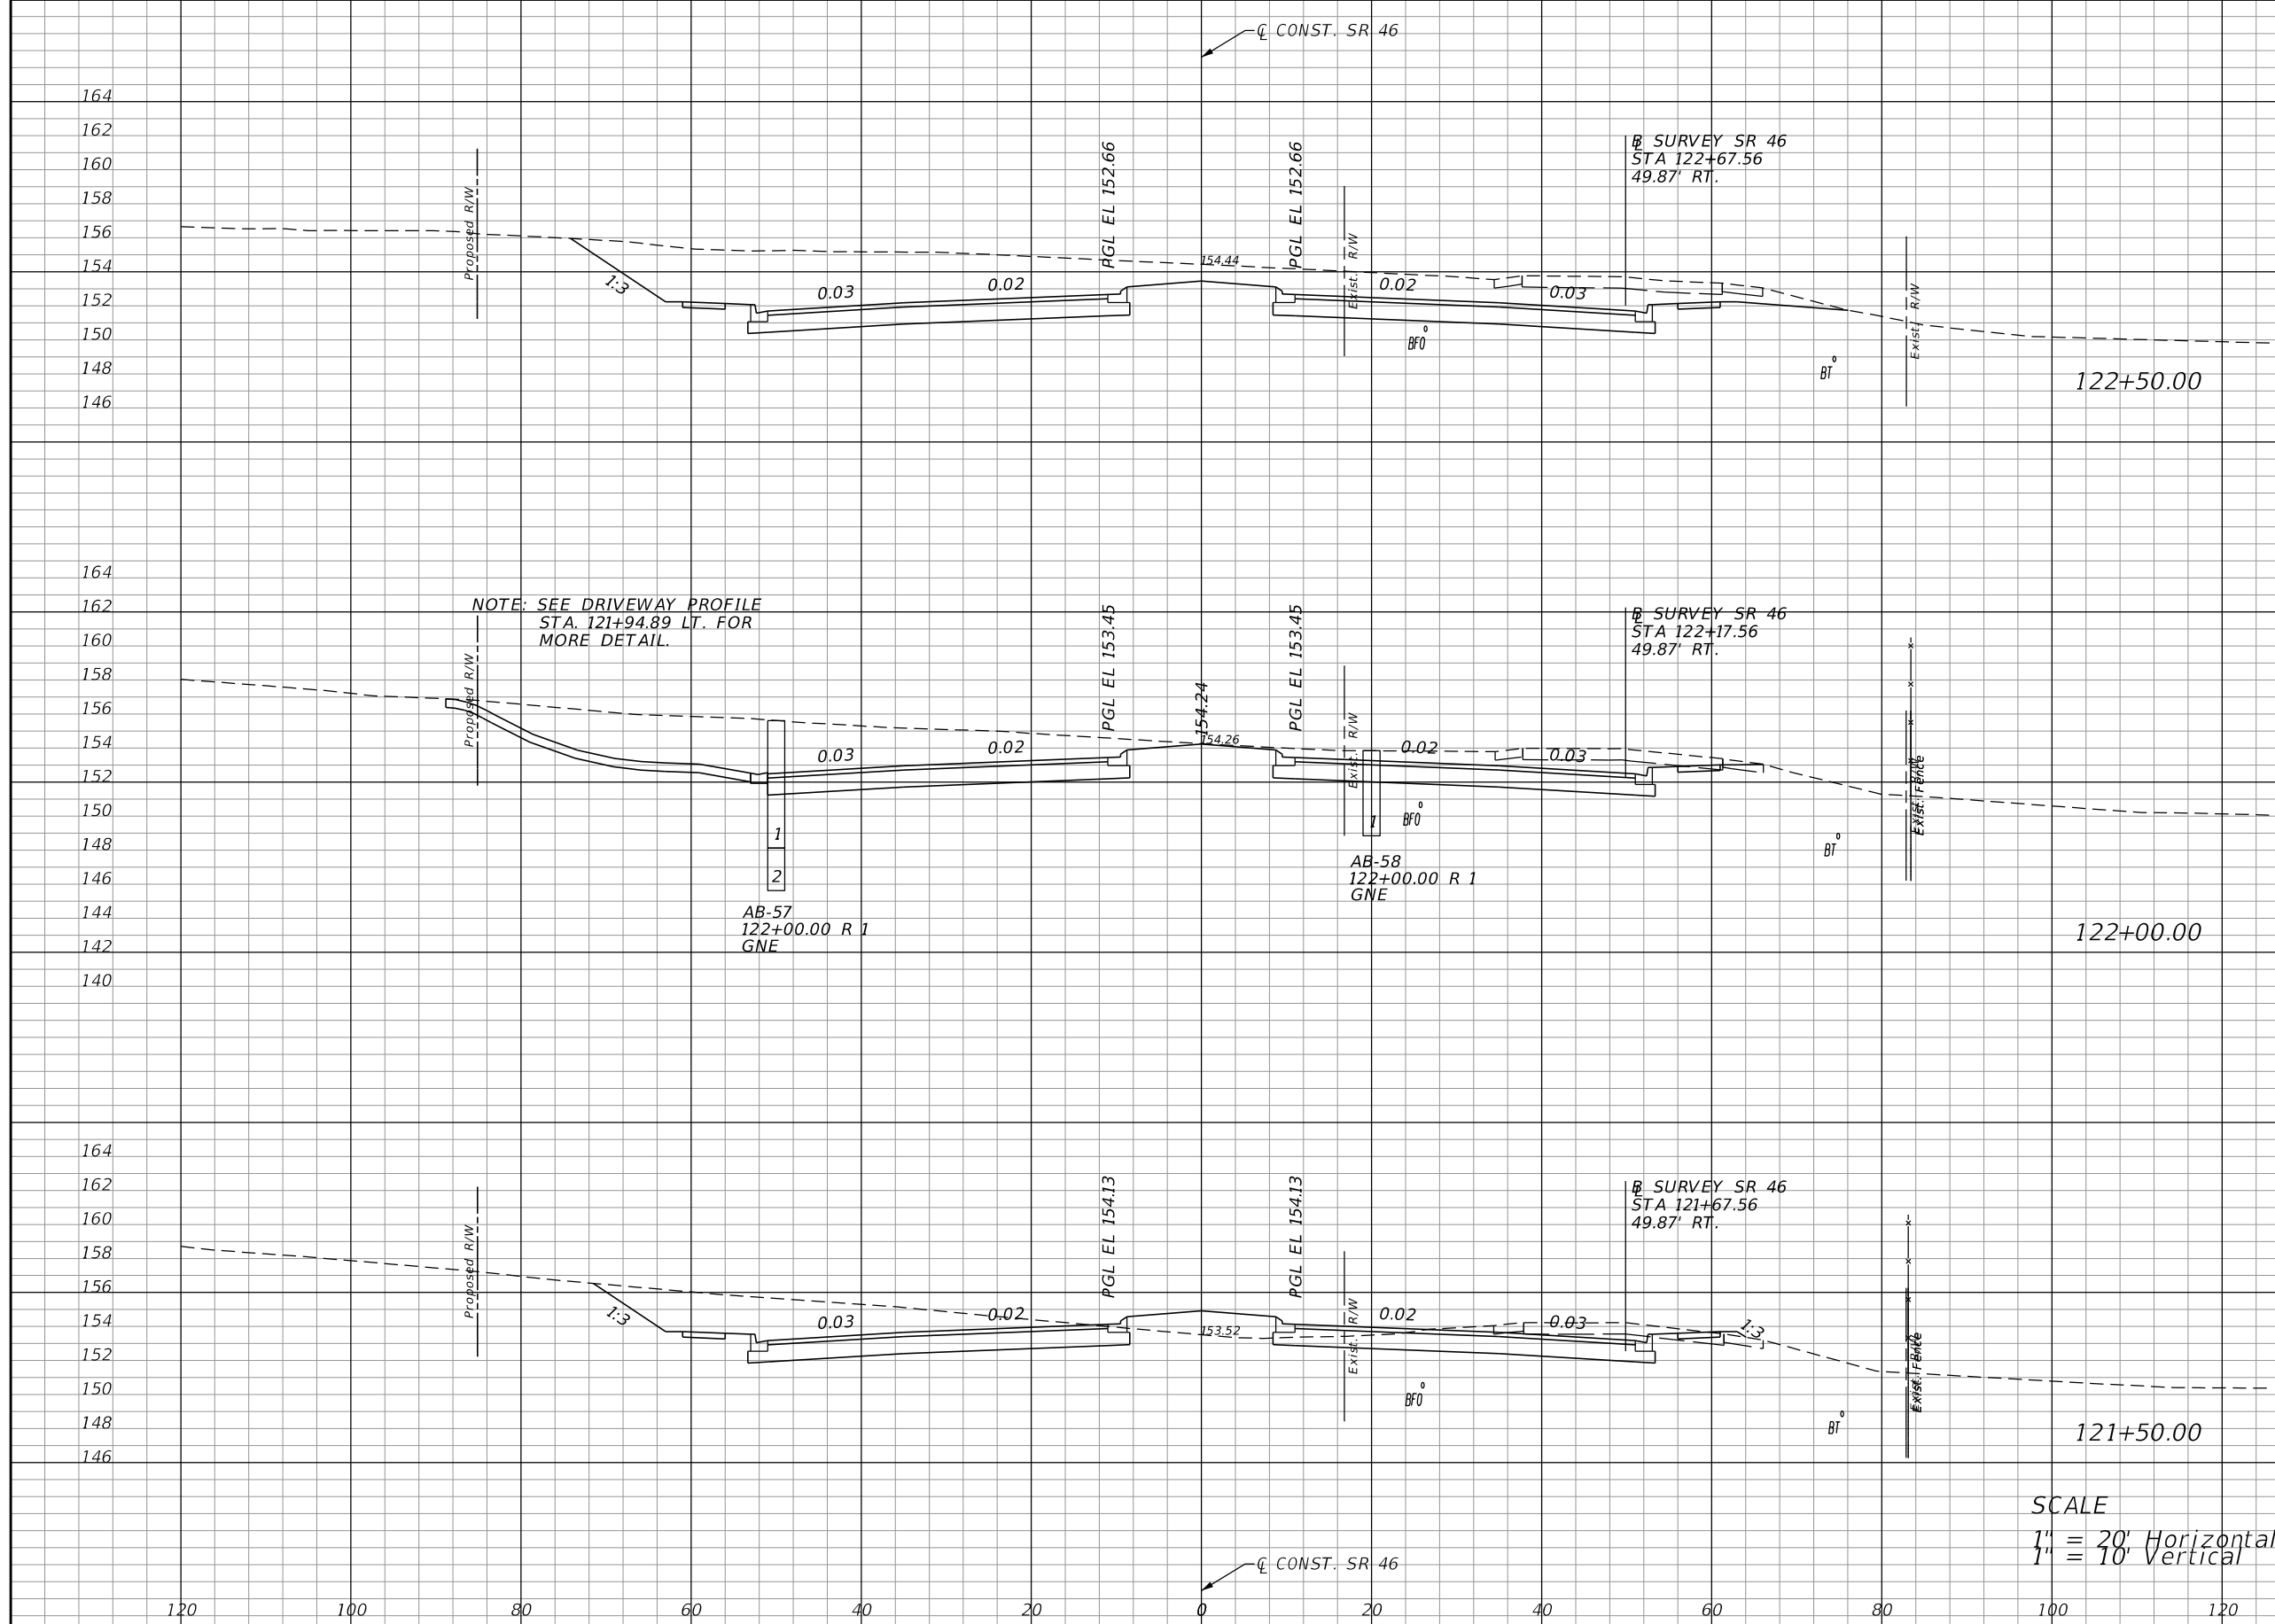 ℄ CONST. SR 46
164
162
160
158
156
154
152
150
148
146
Proposed R/W
1:3
0.03
0.02
PGL EL 152.66
154.44
PGL EL 152.66
Exist. R/W
0.02
0.03
BFO
BT
℄ SURVEY SR 46
STA 122+67.56
49.87' RT.
Exist. R/W
122+50.00
164
162
160
158
156
154
152
150
148
146
144
142
140
NOTE: SEE DRIVEWAY PROFILE
STA. 121+94.89 LT. FOR
MORE DETAIL.
Proposed R/W
0.03
0.02
PGL EL 153.45
154.24
154.26
PGL EL 153.45
Exist. R/W
0.02
0.03
1
2
AB-57
122+00.00 R 1
GNE
1
BFO
AB-58
122+00.00 R 1
GNE
BT
℄ SURVEY SR 46
STA 122+17.56
49.87' RT.
Exist. R/W
Exist. Fence
122+00.00
164
162
160
158
156
154
152
150
148
146
Proposed R/W
1:3
0.03
0.02
PGL EL 154.13
153.52
PGL EL 154.13
Exist. R/W
0.02
0.03
1:3
BFO
BT
℄ SURVEY SR 46
STA 121+67.56
49.87' RT.
Exist. R/W
Exist. Fence
121+50.00
SCALE
1" = 20' Horizontal
1" = 10' Vertical
℄ CONST. SR 46
120 100 80 60 40 20 0 20 40 60 80 100 120